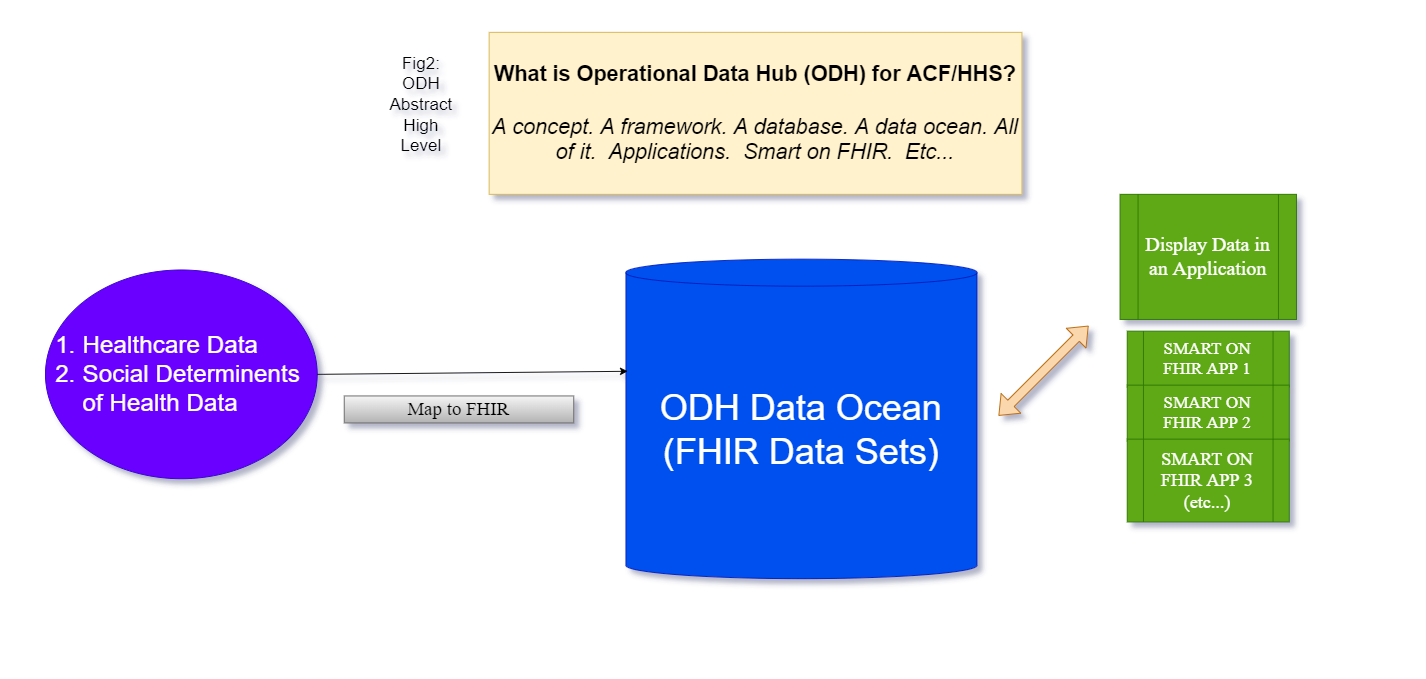 Fig2:
ODH
Abstract
High
Level
What is Operational Data Hub (ODH) for ACF/HHS?
A concept. A framework. A database. A data ocean. All
of it.  Applications.  Smart on FHIR.  Etc...
1. Healthcare Data
2. Social Determinents
of Health Data
Map to FHIR
ODH Data Ocean
(FHIR Data Sets)
Display Data in
an Application
SMART ON
FHIR APP 1
SMART ON
FHIR APP 2
SMART ON
FHIR APP 3
(etc...)